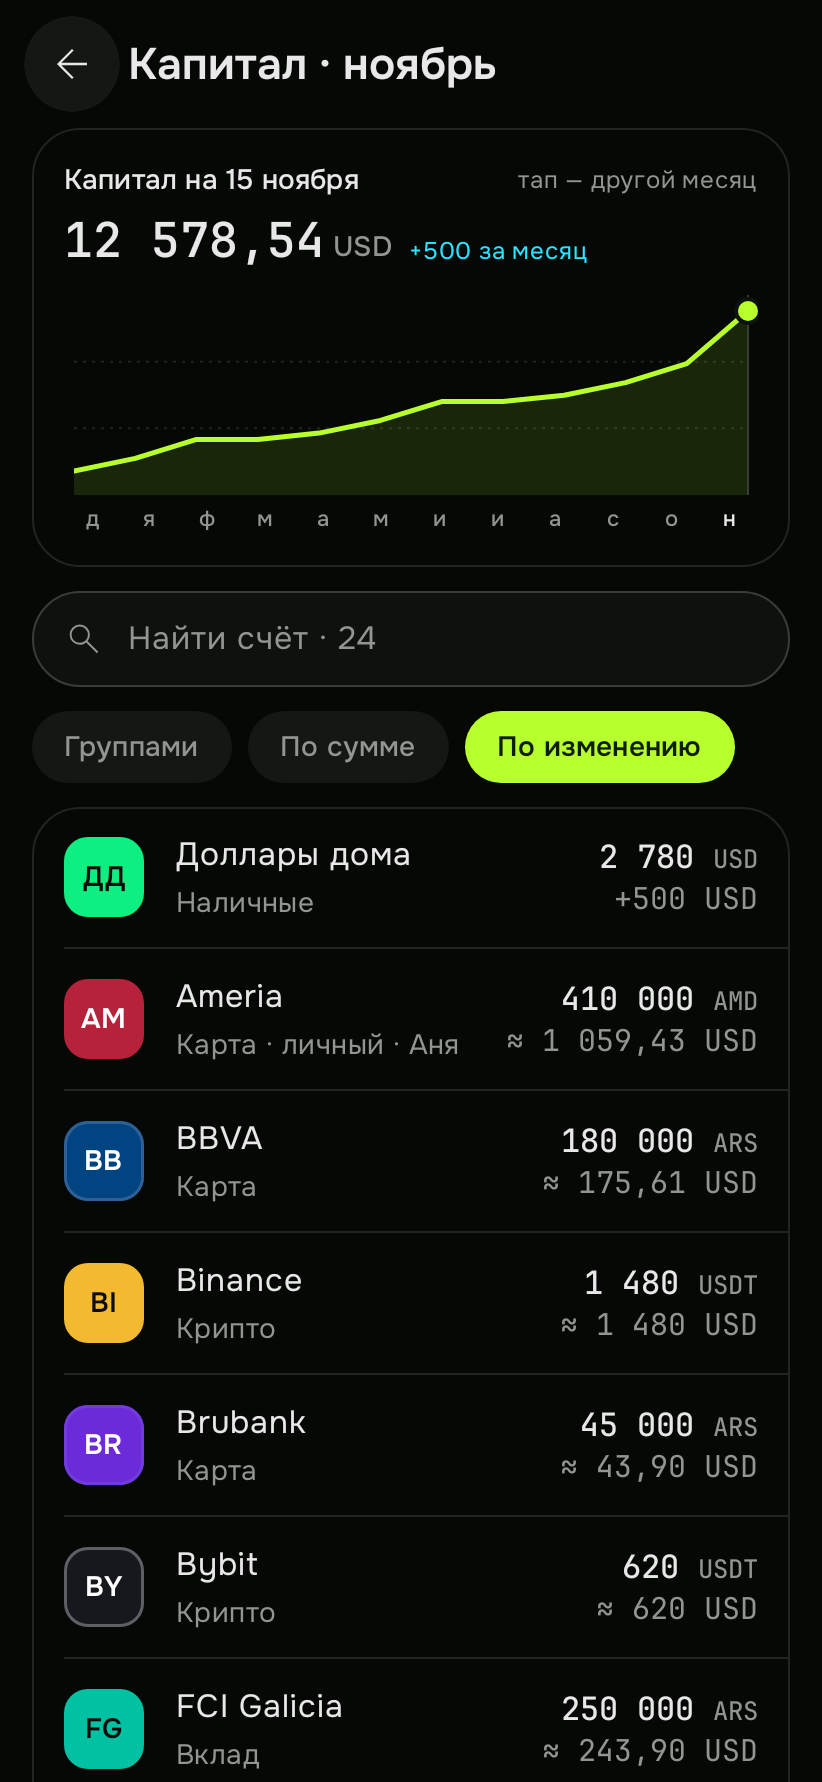 Капитал · ноябрь
Капитал на 15 ноября
тап — другой месяц
12 578,54 USD +500 за месяц
д я ф м а м и и а с о н
Найти счёт · 24
Группами По сумме По изменению
ДД
Доллары дома
2 780 USD
Наличные
+500 USD
AM
Ameria
410 000 AMD
Карта · личный · Аня
≈ 1 059,43 USD
BB
BBVA
180 000 ARS
Карта
≈ 175,61 USD
BI
Binance
1 480 USDT
Крипто
≈ 1 480 USD
BR
Brubank
45 000 ARS
Карта
≈ 43,90 USD
BY
Bybit
620 USDT
Крипто
≈ 620 USD
FG
FCI Galicia
250 000 ARS
Вклад
≈ 243,90 USD